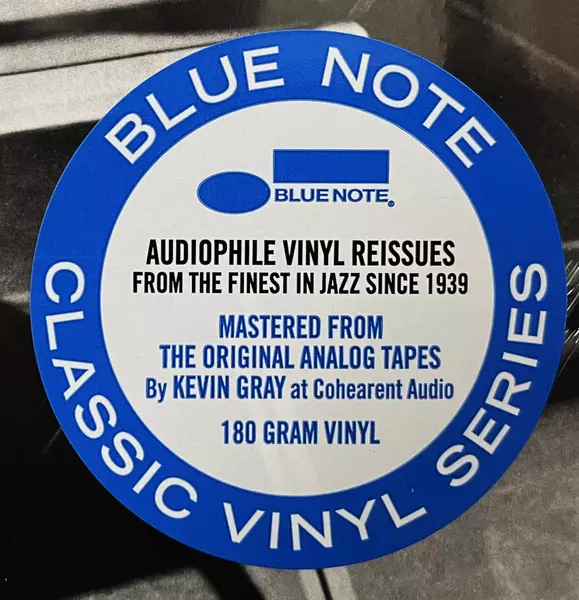 BLUE NOTE
BLUE NOTE®
AUDIOPHILE VINYL REISSUES
FROM THE FINEST IN JAZZ SINCE 1939
MASTERED FROM
THE ORIGINAL ANALOG TAPES
By KEVIN GRAY at Cohearent Audio
180 GRAM VINYL
CLASSIC VINYL SERIES